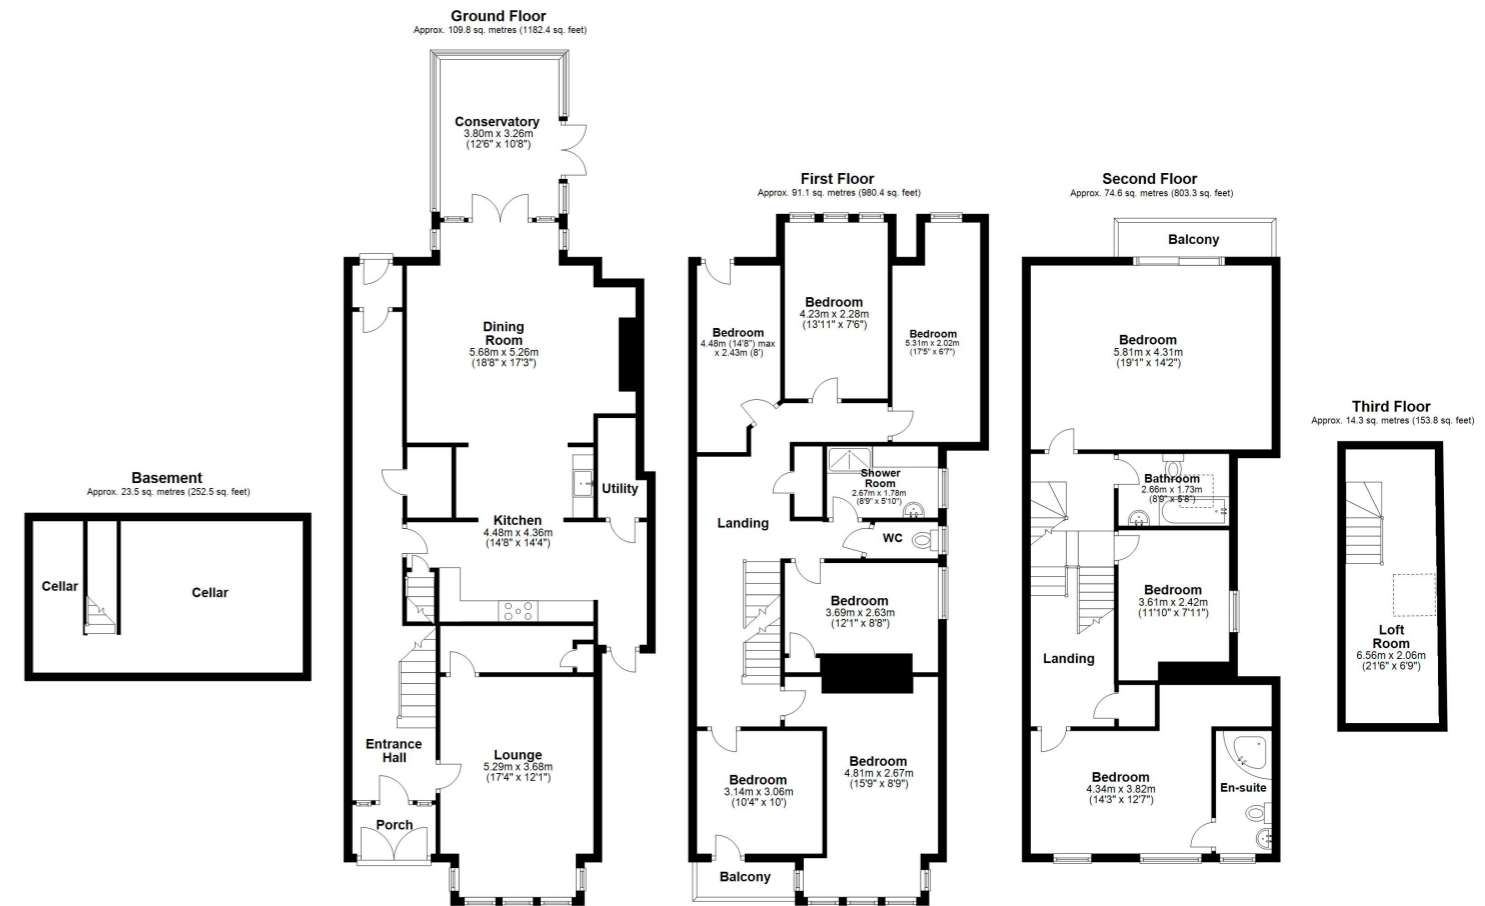 Ground Floor
Approx. 109.8 sq. metres (1182.4 sq. feet)
Conservatory
3.80m x 3.26m
(12'6" x 10'8")
Dining
Room
5.68m x 5.26m
(18'8" x 17'3")
Utility
Kitchen
4.48m x 4.36m
(14'8" x 14'4")
Entrance
Hall
Lounge
5.29m x 3.68m
(17'4" x 12'1")
Porch
Basement
Approx. 23.5 sq. metres (252.5 sq. feet)
Cellar
Cellar
First Floor
Approx. 91.1 sq. metres (980.4 sq. feet)
Bedroom
4.23m x 2.28m
(13'11" x 7'6")
Bedroom
4.48m (14'8") max
x 2.43m (8')
Bedroom
5.31m x 2.02m
(17'5" x 6'7")
Shower
Room
2.67m x 1.78m
(8'9" x 5'10")
Landing
WC
Bedroom
3.69m x 2.63m
(12'1" x 8'8")
Bedroom
4.81m x 2.67m
(15'9" x 8'9")
Bedroom
3.14m x 3.06m
(10'4" x 10')
Balcony
Second Floor
Approx. 74.6 sq. metres (803.3 sq. feet)
Balcony
Bedroom
5.81m x 4.31m
(19'1" x 14'2")
Bathroom
2.66m x 1.73m
(8'9" x 5'8")
Bedroom
3.61m x 2.42m
(11'10" x 7'11")
Landing
Bedroom
4.34m x 3.82m
(14'3" x 12'7")
En-suite
Third Floor
Approx. 14.3 sq. metres (153.8 sq. feet)
Loft
Room
6.56m x 2.06m
(21'6" x 6'9")